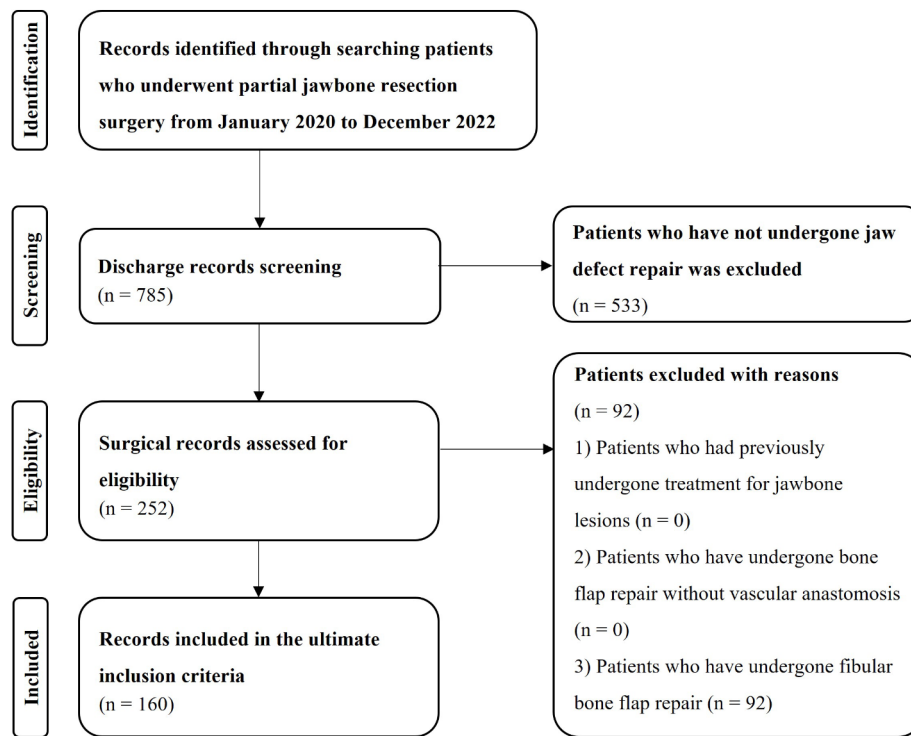 Identification
Records identified through searching patients
who underwent partial jawbone resection
surgery from January 2020 to December 2022
Screening
Discharge records screening
(n = 785)
Patients who have not undergone jaw
defect repair was excluded
(n = 533)
Eligibility
Surgical records assessed for
eligibility
(n = 252)
Patients excluded with reasons
(n = 92)
1) Patients who had previously
undergone treatment for jawbone
lesions (n = 0)
2) Patients who have undergone bone
flap repair without vascular anastomosis
(n = 0)
3) Patients who have undergone fibular
bone flap repair (n = 92)
Included
Records included in the ultimate
inclusion criteria
(n = 160)